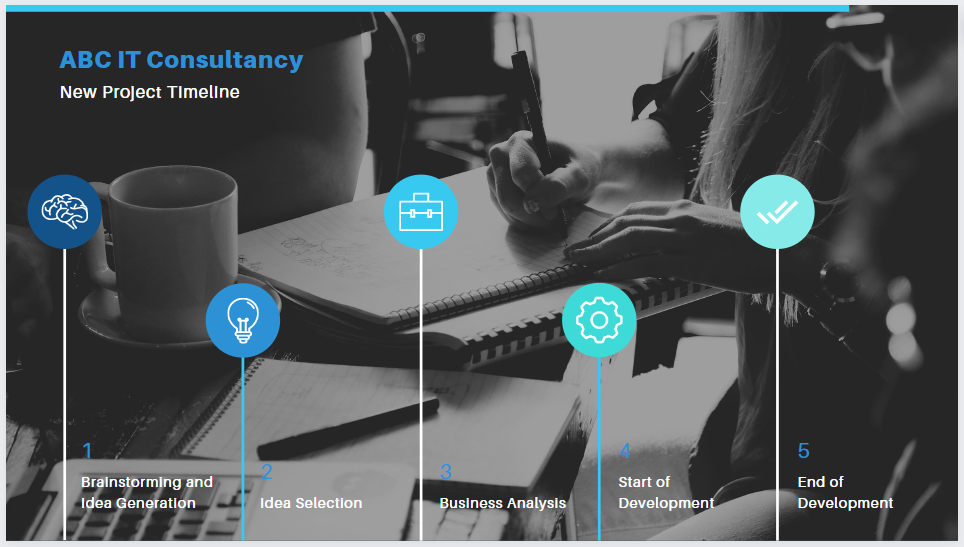 ABC IT Consultancy
New Project Timeline
1
Brainstorming and
Idea Generation
2
Idea Selection
3
Business Analysis
4
Start of
Development
5
End of
Development